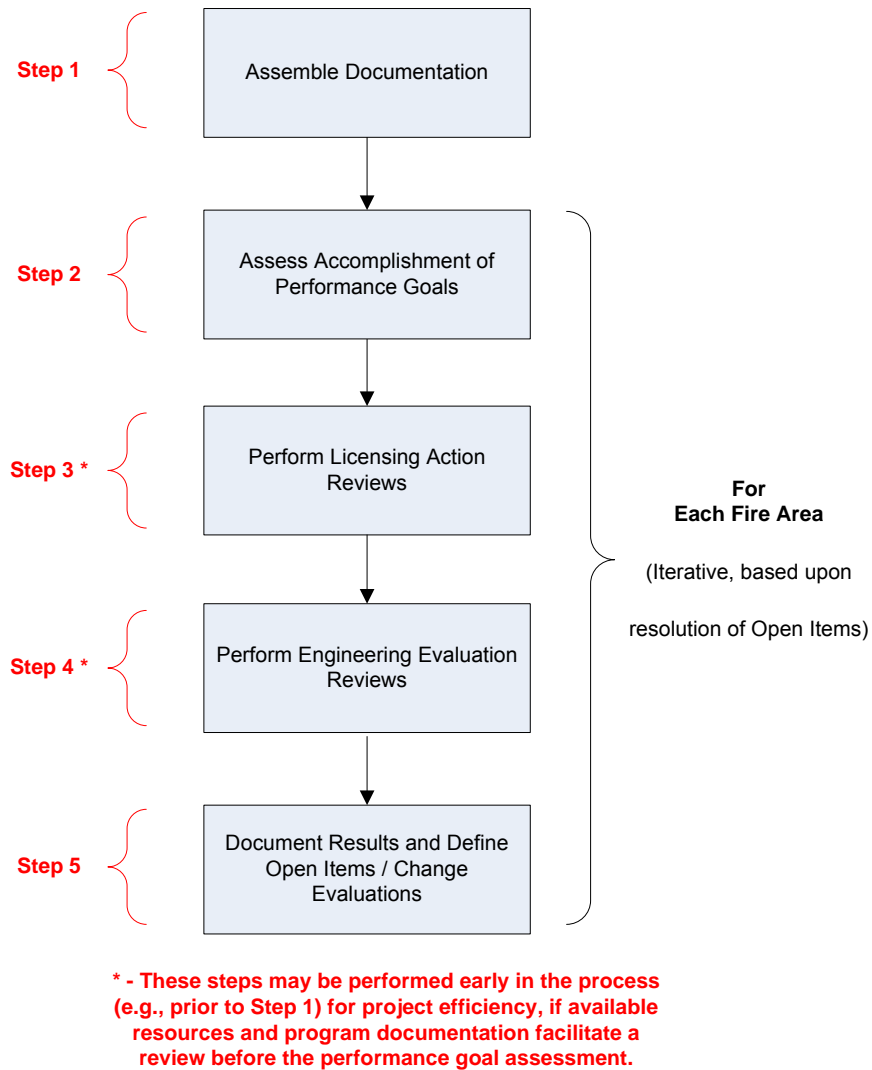 Step 1
Assemble Documentation
Step 2
Assess Accomplishment of
Performance Goals
Step 3 *
Perform Licensing Action
Reviews
For
Each Fire Area
(Iterative, based upon
resolution of Open Items)
Step 4 *
Perform Engineering Evaluation
Reviews
Step 5
Document Results and Define
Open Items / Change
Evaluations
* - These steps may be performed early in the process
(e.g., prior to Step 1) for project efficiency, if available
resources and program documentation facilitate a
review before the performance goal assessment.